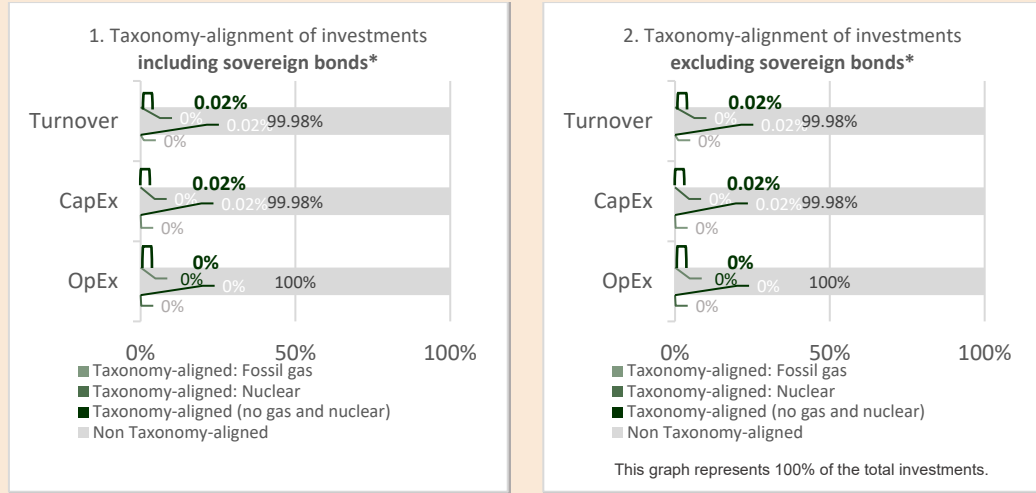 1. Taxonomy-alignment of investments
including sovereign bonds*
Turnover
0.02%
0%
0.02%
99.98%
0%
CapEx
0.02%
0%
0.02%
99.98%
0%
OpEx
0%
0%
0%
100%
0%
0% 50% 100%
Taxonomy-aligned: Fossil gas
Taxonomy-aligned: Nuclear
Taxonomy-aligned (no gas and nuclear)
Non Taxonomy-aligned
2. Taxonomy-alignment of investments
excluding sovereign bonds*
Turnover
0.02%
0%
0.02%
99.98%
0%
CapEx
0.02%
0%
0.02%
99.98%
0%
OpEx
0%
0%
0%
100%
0%
0% 50% 100%
Taxonomy-aligned: Fossil gas
Taxonomy-aligned: Nuclear
Taxonomy-aligned (no gas and nuclear)
Non Taxonomy-aligned
This graph represents 100% of the total investments.